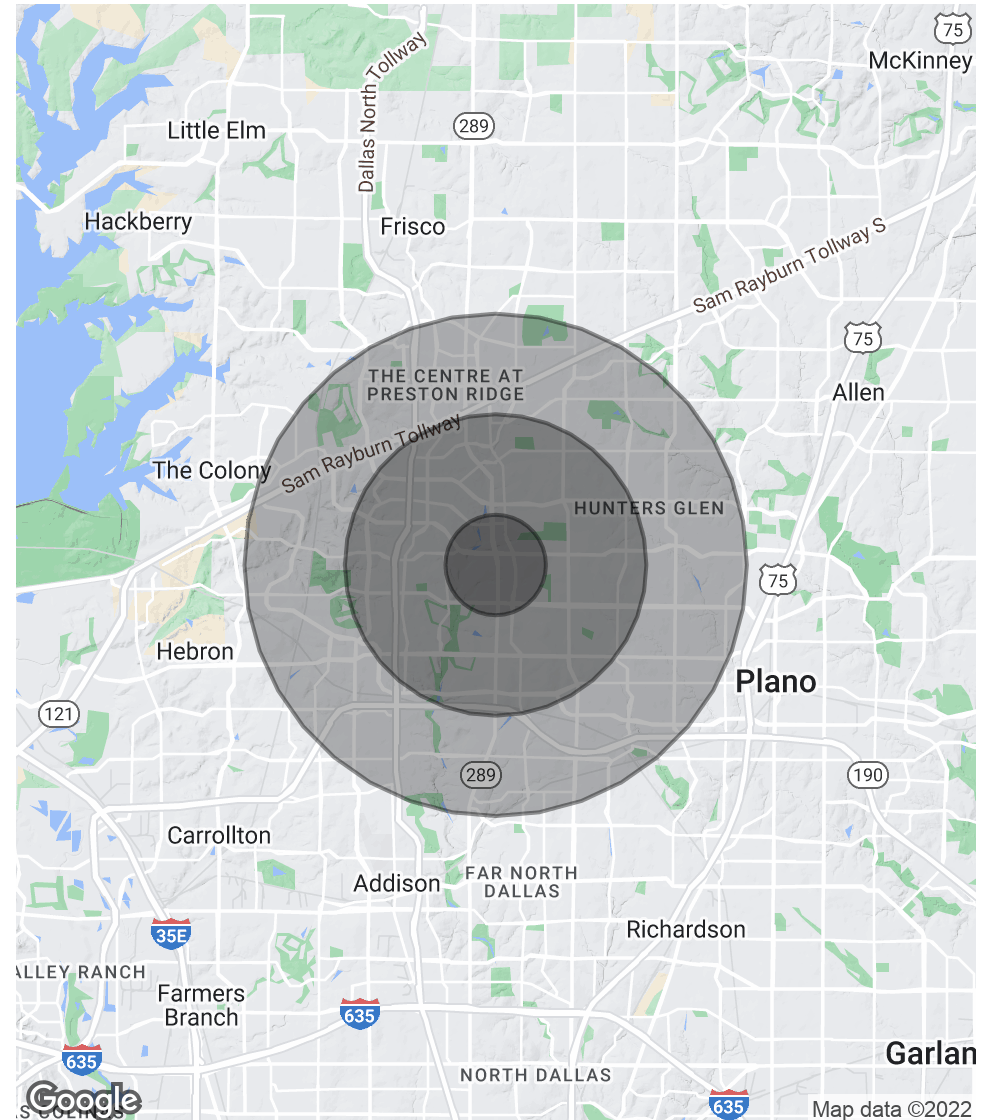 75
McKinney
Dallas North Tollway
289
Little Elm
Hackberry
Frisco
Sam Rayburn Tollway S
75
THE CENTRE AT
PRESTON RIDGE
Allen
Sam Rayburn Tollway
The Colony
HUNTERS GLEN
75
Hebron
Plano
121
289
190
Carrollton
FAR NORTH
DALLAS
Addison
Richardson
35E
ALLEY RANCH
Farmers
Branch
635
635
Garlan
NORTH DALLAS
Google
635
Map data ©2022